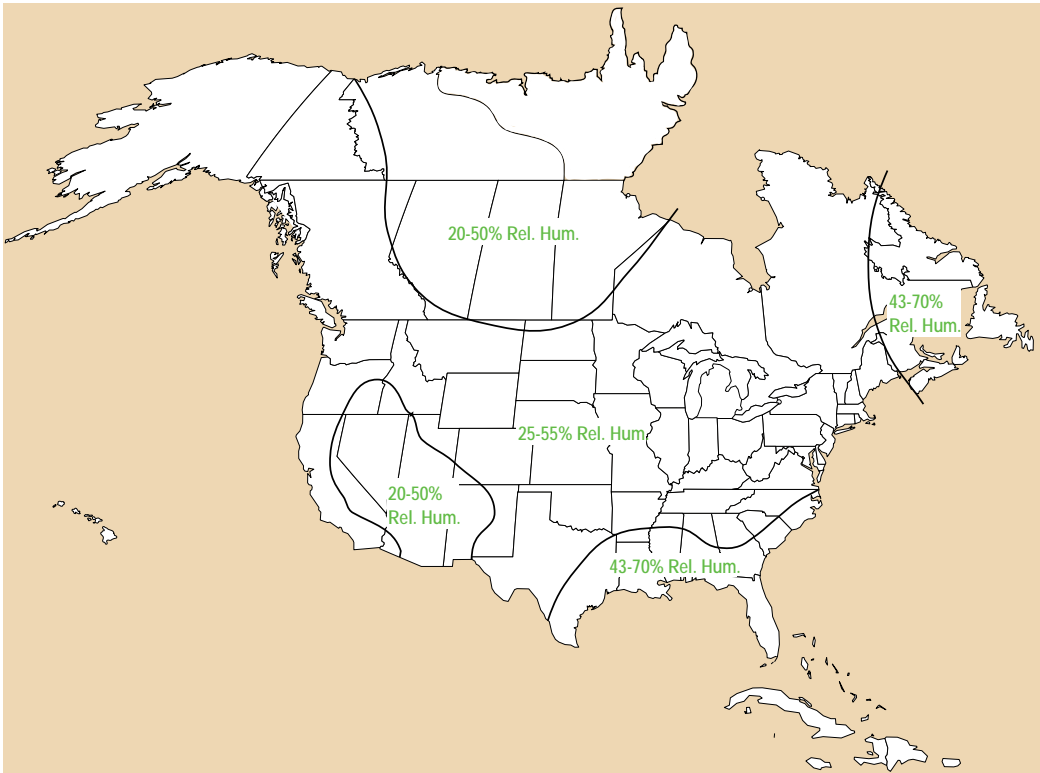 20-50% Rel. Hum.
43-70%
Rel. Hum.
25-55% Rel. Hum.
20-50%
Rel. Hum.
43-70% Rel. Hum.